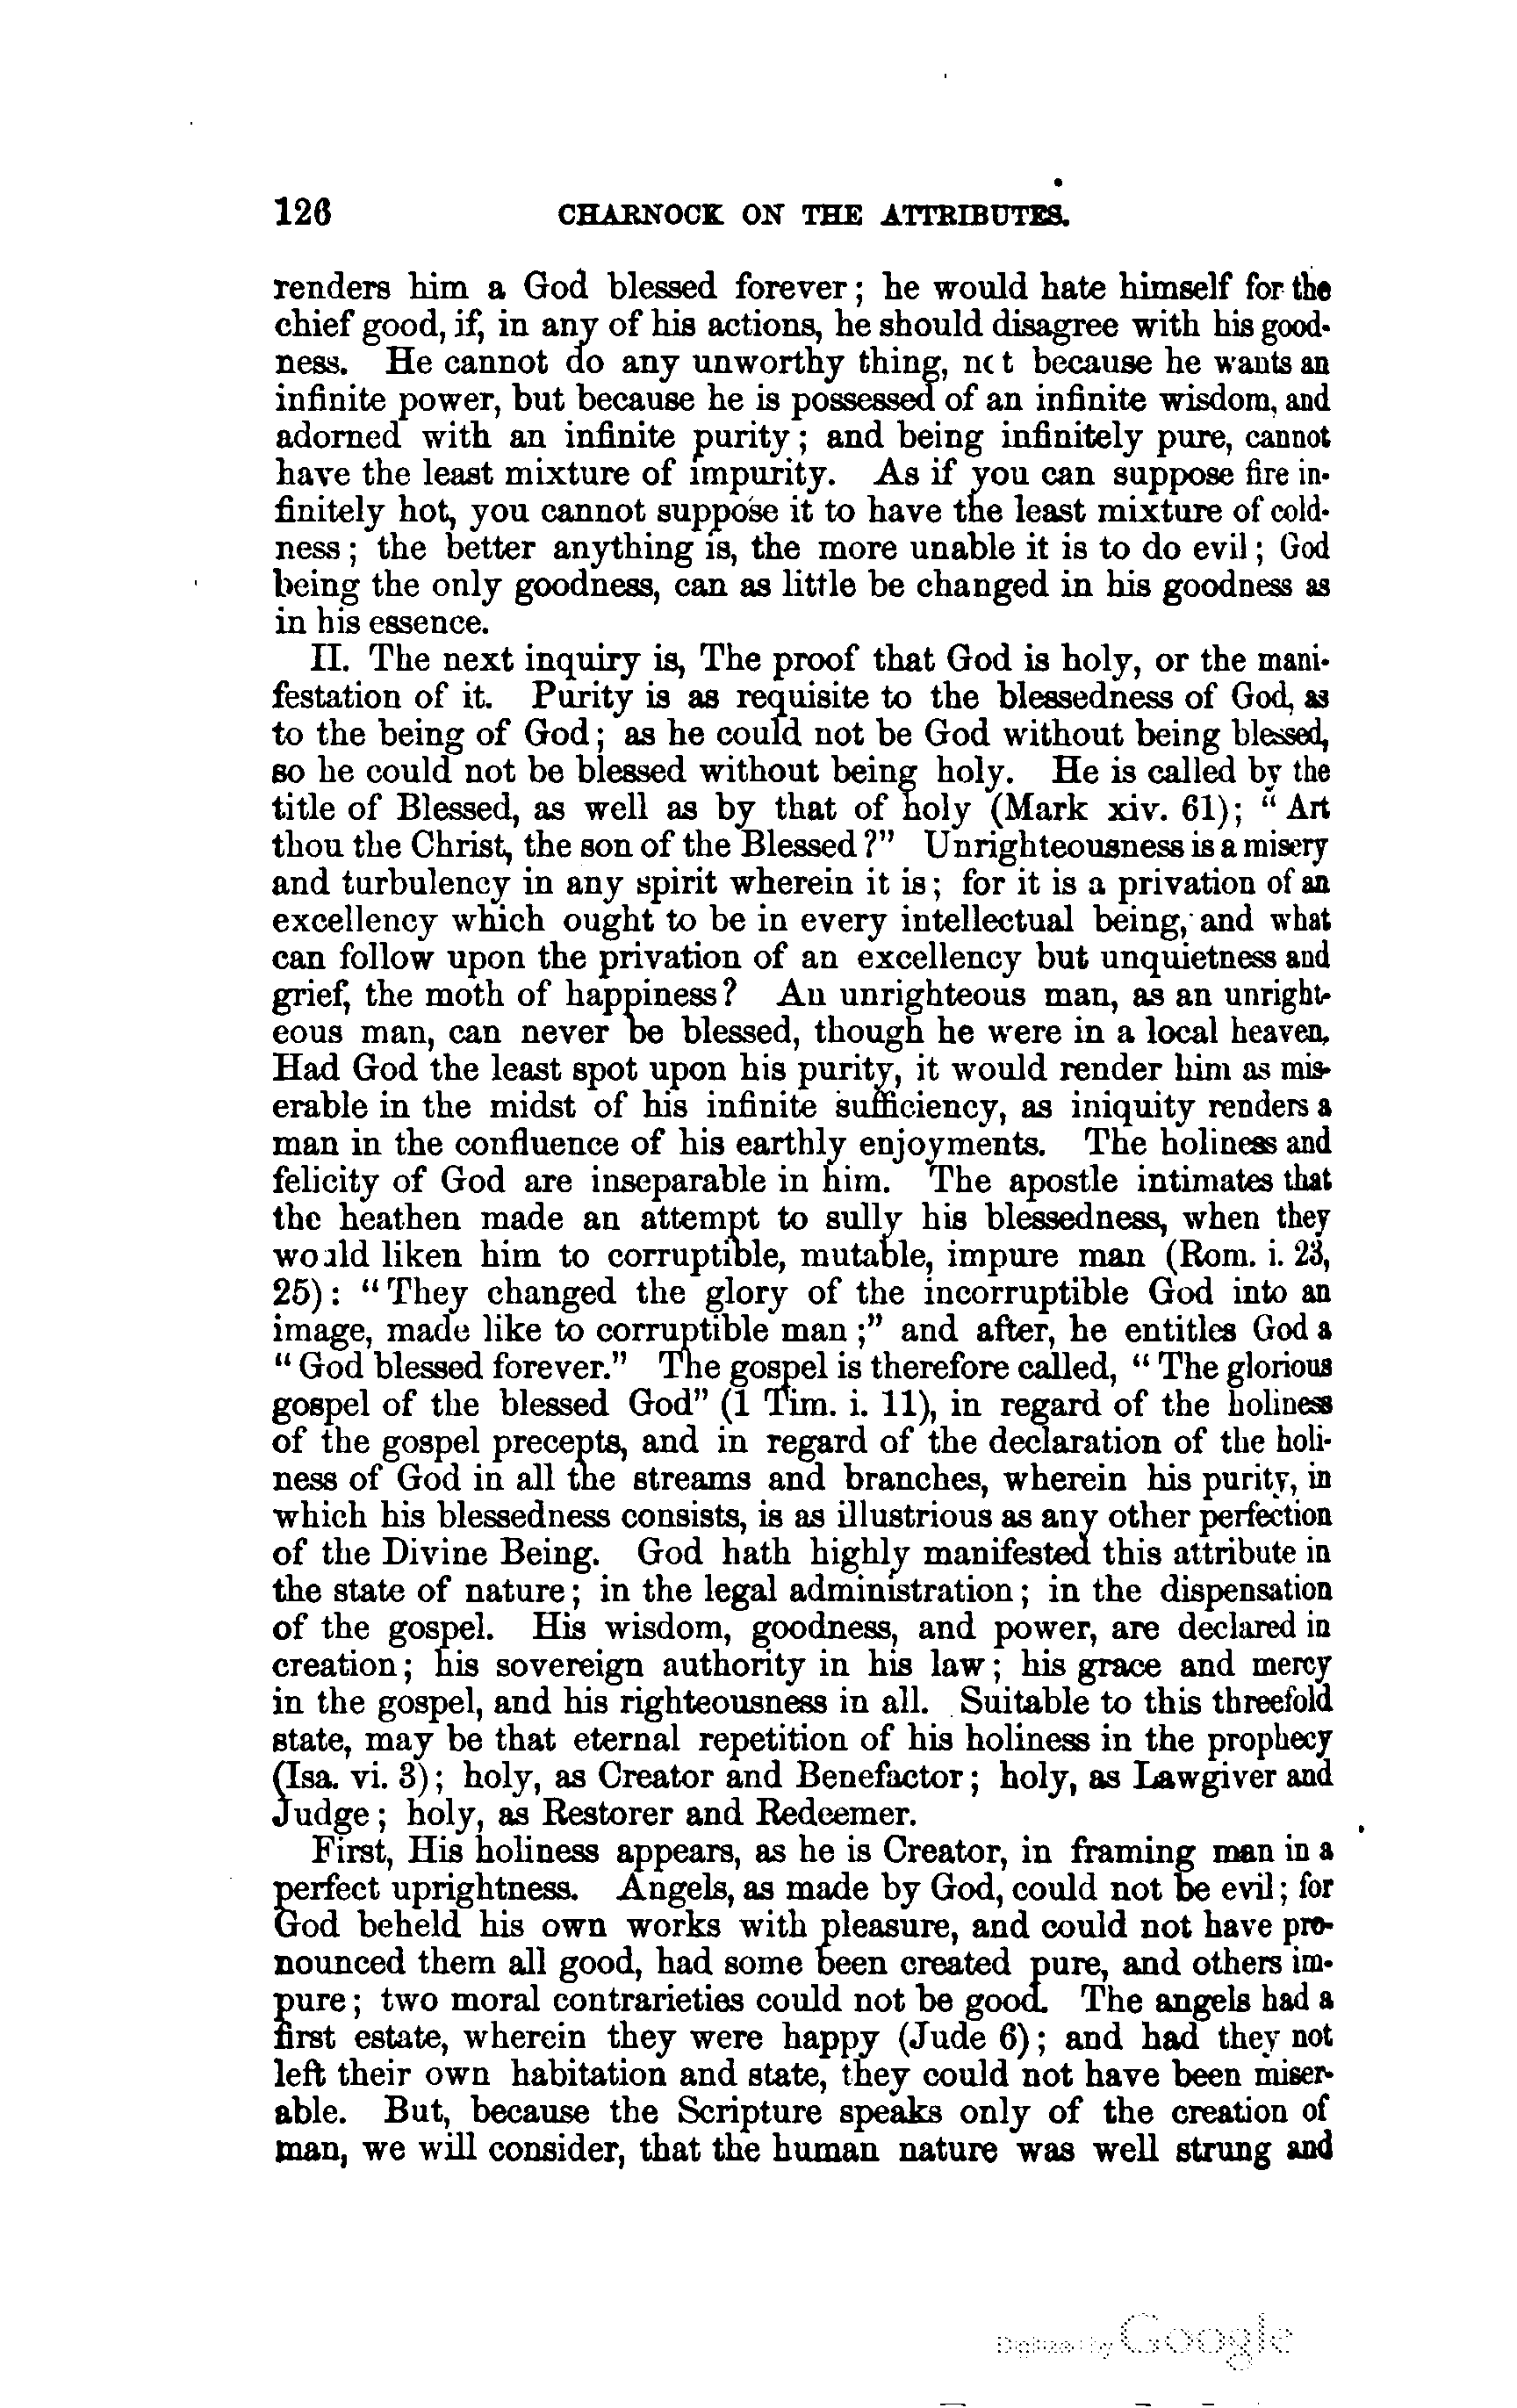 126 CHARNOCK ON THE ATTRIBUTES.
renders him a God blessed forever; he would hate himself for the
chief good, if, in any of his actions, he should disagree with his good-
ness. He cannot do any unworthy thing, not because he wants an
infinite power, but because he is possessed of an infinite wisdom, and
adorned with an infinite purity; and being infinitely pure, cannot
have the least mixture of impurity. As if you can suppose fire in-
finitely hot, you cannot suppose it to have the least mixture of cold-
ness; the better anything is, the more unable it is to do evil; God
being the only goodness, can as little be changed in his goodness as
in his essence.
II. The next inquiry is, The proof that God is holy, or the mani-
festation of it. Purity is as requisite to the blessedness of God, as
to the being of God; as he could not be God without being blessed,
so he could not be blessed without being holy. He is called by the
title of Blessed, as well as by that of holy (Mark xiv. 61); "Art
thou the Christ, the son of the Blessed?" Unrighteousness is a misery
and turbulency in any spirit wherein it is; for it is a privation of an
excellency which ought to be in every intellectual being, and what
can follow upon the privation of an excellency but unquietness and
grief, the moth of happiness? An unrighteous man, as an unright-
eous man, can never be blessed, though he were in a local heaven.
Had God the least spot upon his purity, it would render him as mis-
erable in the midst of his infinite sufficiency, as iniquity renders a
man in the confluence of his earthly enjoyments. The holiness and
felicity of God are inseparable in him. The apostle intimates that
the heathen made an attempt to sully his blessedness, when they
would liken him to corruptible, mutable, impure man (Rom. i. 23,
25): "They changed the glory of the incorruptible God into an
image, made like to corruptible man;" and after, he entitles God a
"God blessed forever." The gospel is therefore called, "The glorious
gospel of the blessed God" (1 Tim. i. 11), in regard of the holiness
of the gospel precepts, and in regard of the declaration of the holi-
ness of God in all the streams and branches, wherein his purity, in
which his blessedness consists, is as illustrious as any other perfection
of the Divine Being. God hath highly manifested this attribute in
the state of nature; in the legal administration; in the dispensation
of the gospel. His wisdom, goodness, and power, are declared in
creation; his sovereign authority in his law; his grace and mercy
in the gospel, and his righteousness in all. Suitable to this threefold
state, may be that eternal repetition of his holiness in the prophecy
(Isa. vi. 3); holy, as Creator and Benefactor; holy, as Lawgiver and
Judge; holy, as Restorer and Redeemer.
First, His holiness appears, as he is Creator, in framing man in a
perfect uprightness. Angels, as made by God, could not be evil; for
God beheld his own works with pleasure, and could not have pro-
nounced them all good, had some been created pure, and others im-
pure; two moral contrarieties could not be good. The angels had a
first estate, wherein they were happy (Jude 6); and had they not
left their own habitation and state, they could not have been miser-
able. But, because the Scripture speaks only of the creation of
man, we will consider, that the human nature was well strung and
Digitized by Google